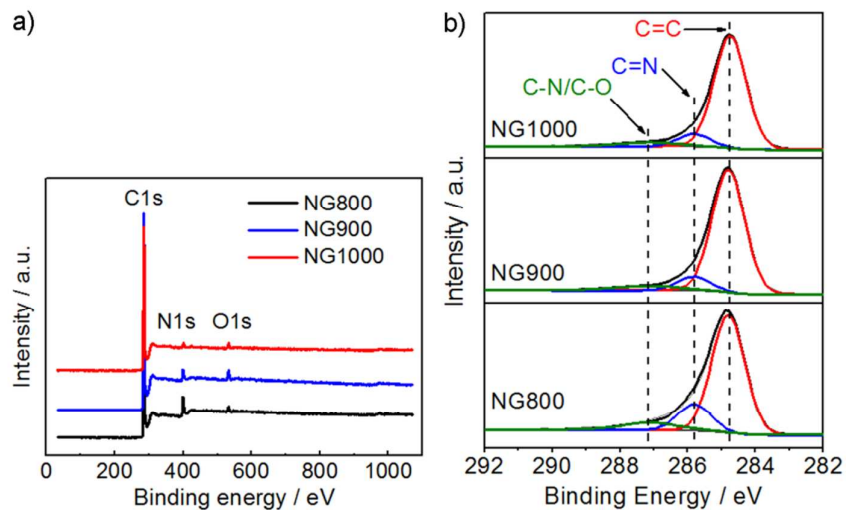 a)
C1s
NG800
NG900
NG1000
N1s O1s
Intensity / a.u.
0 200 400 600 800 1000
Binding energy / eV
b)
C=C
C=N
C-N/C-O
NG1000
NG900
NG800
Intensity / a.u.
292 290 288 286 284 282
Binding Energy / eV